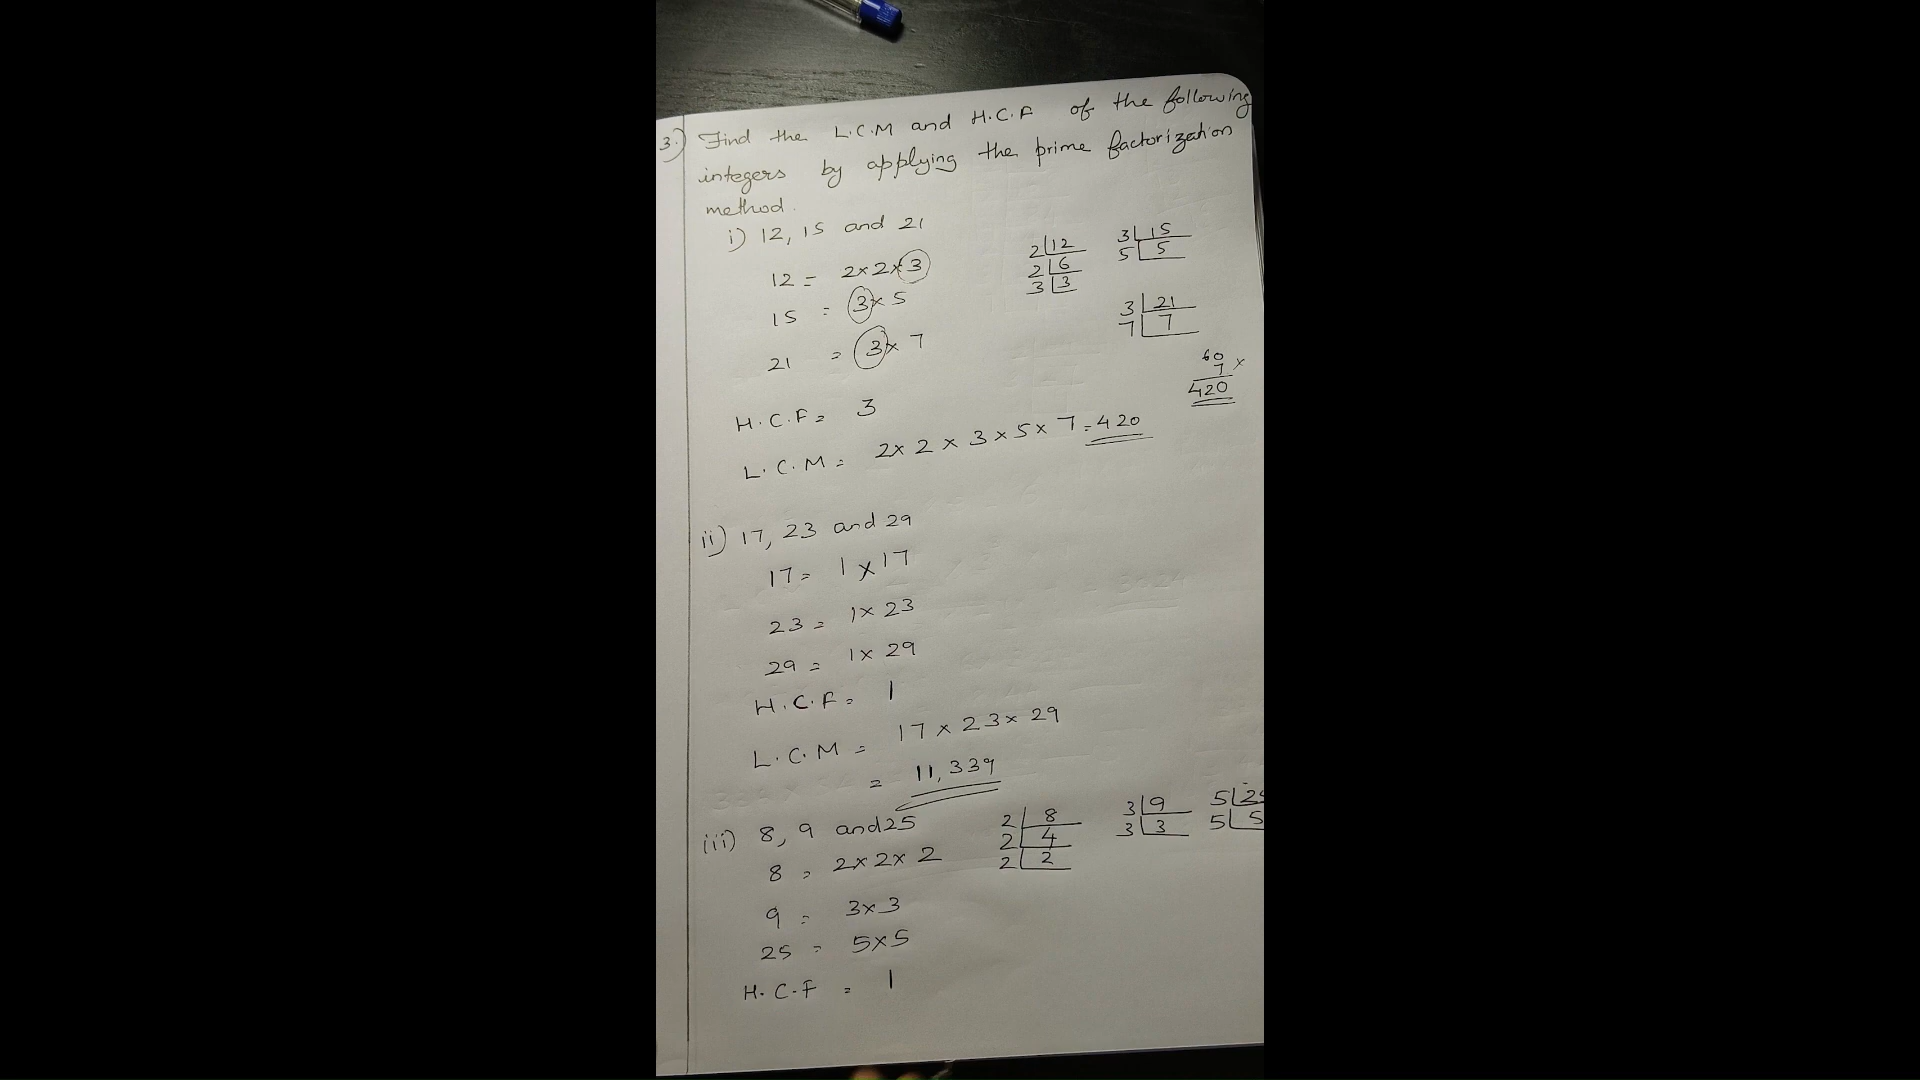 3.) Find the L.C.M and H.C.F of the following
integers by applying the prime factorization
method.
i) 12, 15 and 21
12 = 2×2×3
15 = 3×5
21 = 3×7
2 12
2 6
3 3
3 15
5 5
3 21
7 7
60
7 ×
420
H.C.F = 3
L.C.M = 2×2×3×5×7=420
ii) 17, 23 and 29
17 = 1×17
23 = 1×23
29 = 1×29
H.C.F = 1
L.C.M = 17×23×29
= 11,339
iii) 8, 9 and 25
8 = 2×2×2
9 = 3×3
25 = 5×5
2 8
2 4
2 2
3 9
3 3
5 25
5 5
H.C.F = 1